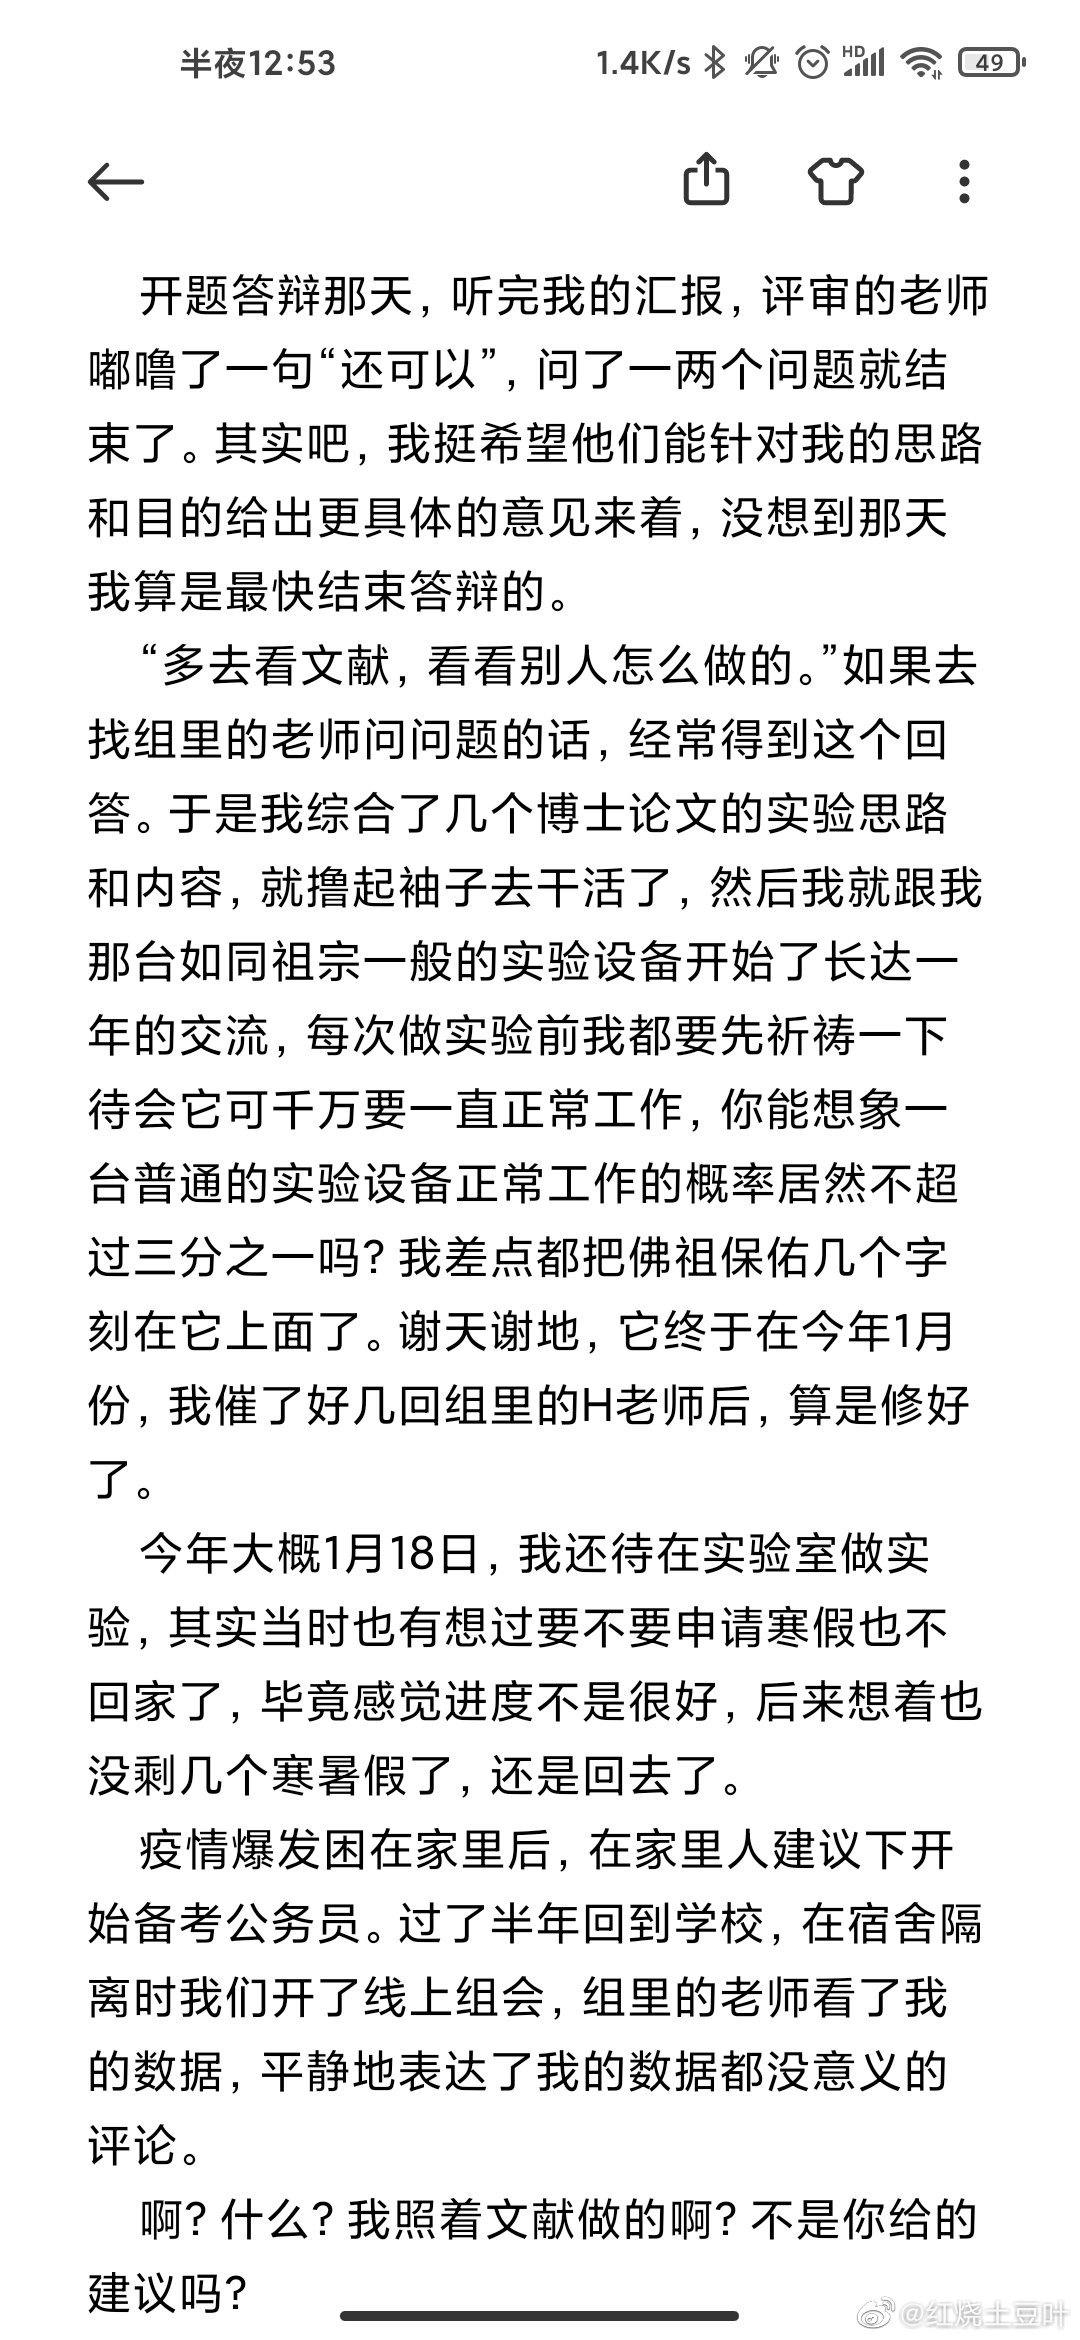 半夜12:53
1.4K/s
HD
49
开题答辩那天，听完我的汇报，评审的老师
嘟噜了一句“还可以”，问了一两个问题就结
束了。其实吧，我挺希望他们能针对我的思路
和目的给出更具体的意见来着，没想到那天
我算是最快结束答辩的。
“多去看文献，看看别人怎么做的。”如果去
找组里的老师问问题的话，经常得到这个回
答。于是我综合了几个博士论文的实验思路
和内容，就撸起袖子去干活了，然后我就跟我
那台如同祖宗一般的实验设备开始了长达一
年的交流，每次做实验前我都要先祈祷一下
待会它可千万要一直正常工作，你能想象一
台普通的实验设备正常工作的概率居然不超
过三分之一吗？我差点都把佛祖保佑几个字
刻在它上面了。谢天谢地，它终于在今年1月
份，我催了好几回组里的H老师后，算是修好
了。
今年大概1月18日，我还待在实验室做实
验，其实当时也有想过要不要申请寒假也不
回家了，毕竟感觉进度不是很好，后来想着也
没剩几个寒暑假了，还是回去了。
疫情爆发困在家里后，在家里人建议下开
始备考公务员。过了半年回到学校，在宿舍隔
离时我们开了线上组会，组里的老师看了我
的数据，平静地表达了我的数据都没意义的
评论。
啊？什么？我照着文献做的啊？不是你给的
建议吗？
@红烧土豆叶